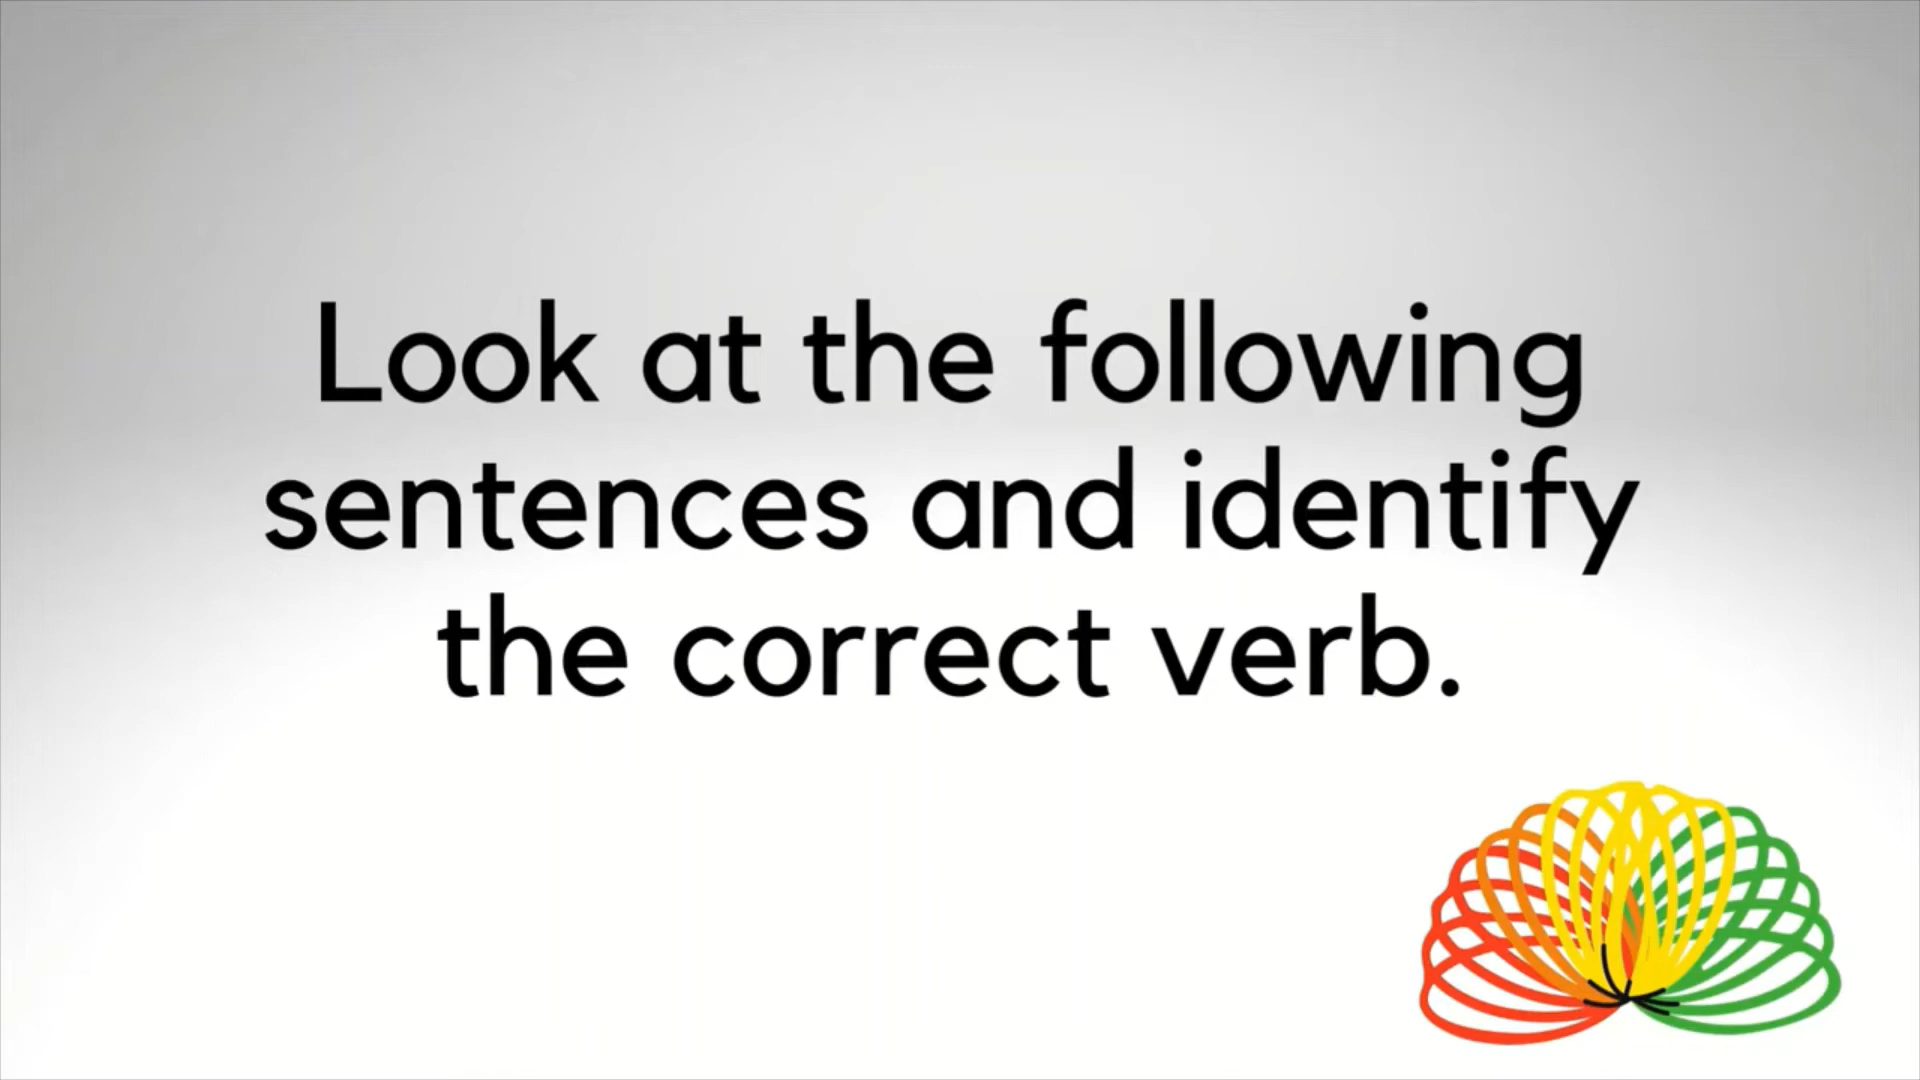 Look at the following
sentences and identify
the correct verb.